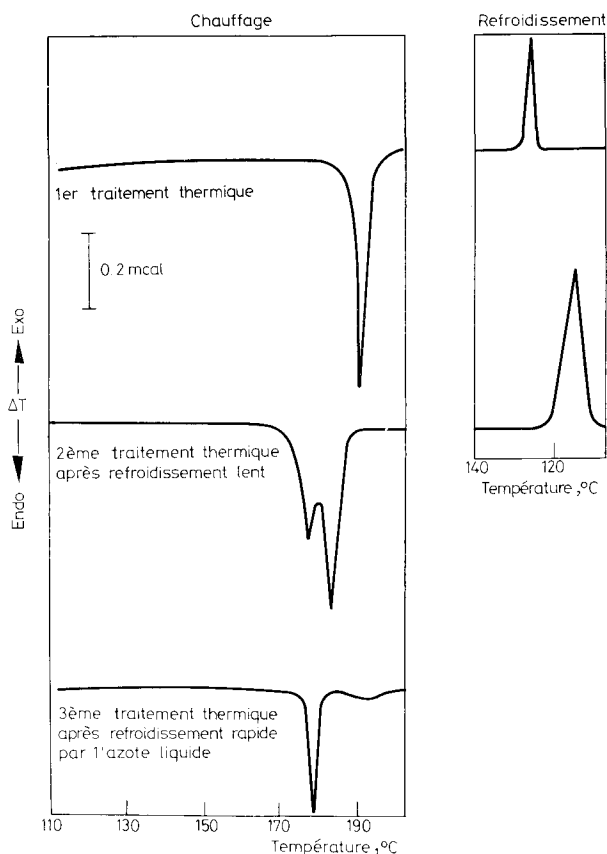 Chauffage
Refroidissement
1er traitement thermique
0.2 mcal
Exo
ΔT
Endo
2ème traitement thermique
après refroidissement lent
140 120
Température ,°C
3ème traitement thermique
après refroidissement rapide
par l'azote liquide
110 130 150 170 190
Température ,°C